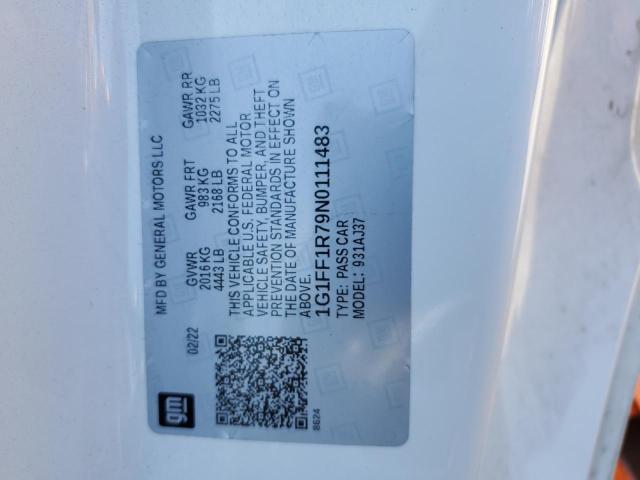 MFD BY GENERAL MOTORS LLC
02/22 GVWR GAWR FRT GAWR RR
2016 KG 983 KG 1032 KG
4443 LB 2168 LB 2275 LB
THIS VEHICLE CONFORMS TO ALL
APPLICABLE U.S. FEDERAL MOTOR
VEHICLE SAFETY, BUMPER, AND THEFT
PREVENTION STANDARDS IN EFFECT ON
THE DATE OF MANUFACTURE SHOWN
ABOVE.
1G1FF1R79N0111483
TYPE: PASS CAR
MODEL: 931AJ37
gm
8624